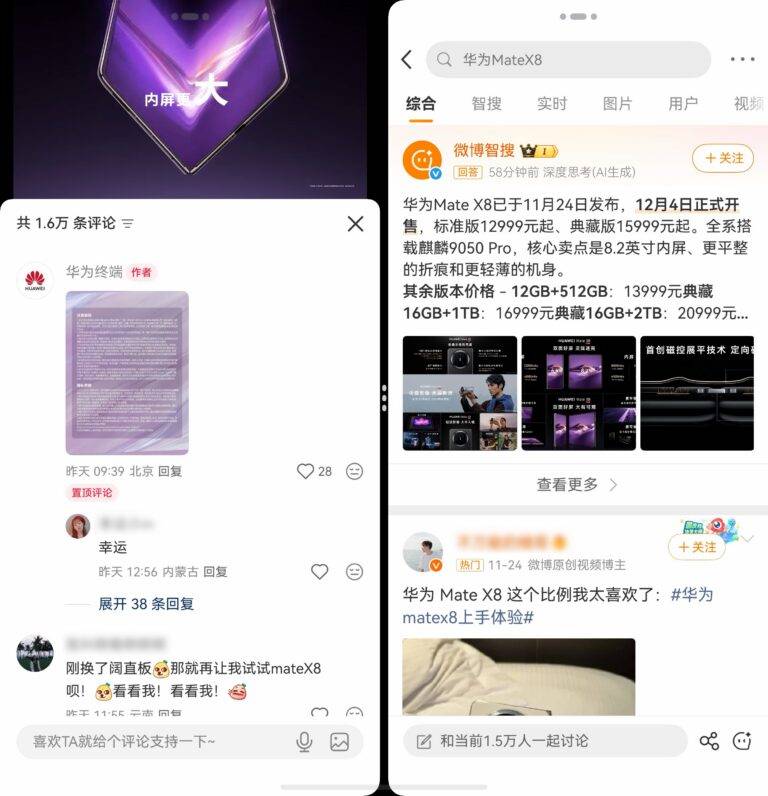 内屏更大
共 1.6万 条评论
华为终端 作者
HUAWEI
昨天 09:39 北京 回复
28
置顶评论
幸运
昨天 12:56 内蒙古 回复
展开 38 条回复
刚换了阔直板那就再让我试试mateX8
呗！看看我！看看我！
昨天 11:55 云南 回复
喜欢TA就给个评论支持一下~
华为MateX8
综合 智搜 实时 图片 用户 视频
微博智搜
+关注
回答 58分钟前 深度思考(AI生成)
华为Mate X8已于11月24日发布，12月4日正式开
售，标准版12999元起、典藏版15999元起。全系搭
载麒麟9050 Pro，核心卖点是8.2英寸内屏、更平整
的折痕和更轻薄的机身。
其余版本价格 – 12GB+512GB：13999元典藏
16GB+1TB：16999元典藏16GB+2TB：20999元...
首创磁控展平技术 定向
查看更多
+关注
热门 11-24 微博原创视频博主
华为 Mate X8 这个比例我太喜欢了：#华为
matex8上手体验#
和当前1.5万人一起讨论